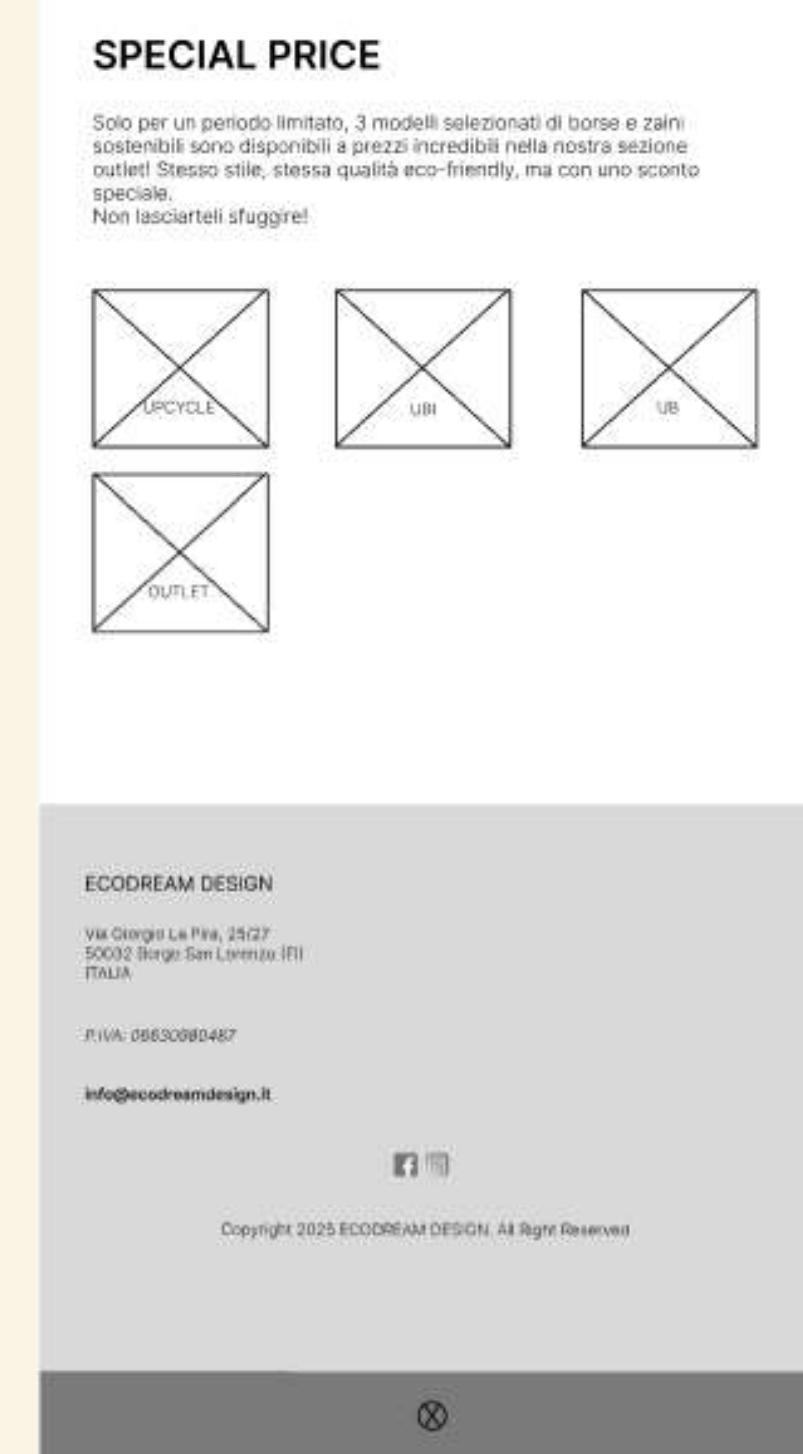 SPECIAL PRICE
Solo per un periodo limitato, 3 modelli selezionati di borse e zaini
sostenibili sono disponibili a prezzi incredibili nella nostra sezione
outlet! Stesso stile, stessa qualità eco-friendly, ma con uno sconto
speciale.
Non lasciarteli sfuggire!
UPCYCLE
UBI
UB
OUTLET
ECODREAM DESIGN
Via Giorgio La Pira, 25/27
50032 Borgo San Lorenzo (FI)
ITALIA
P.IVA: 06630980487
info@ecodreamdesign.it
Copyright 2025 ECODREAM DESIGN. All Right Reserved